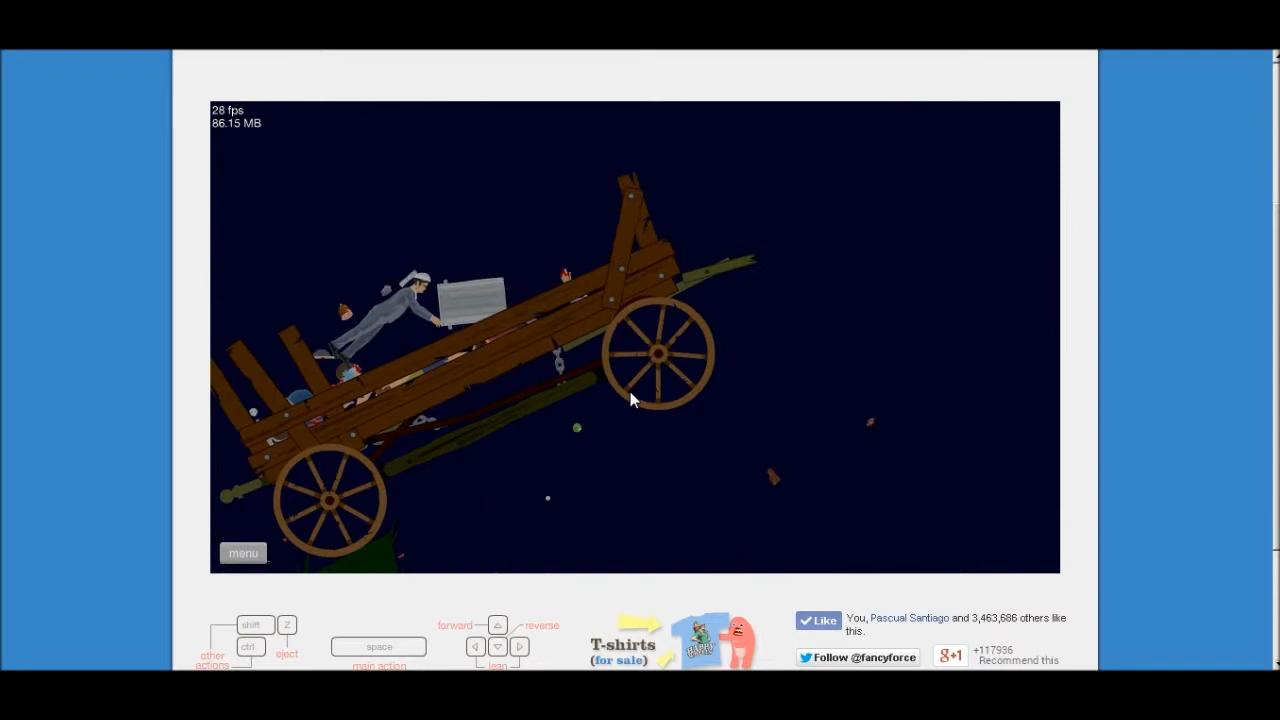 28 fps
86.15 MB
menu
shift
Z
ctrl
eject
other
actions
space
main action
forward
reverse
lean
T-shirts
(for sale)
Like
You, Pascual Santiago and 3,463,686 others like
this.
Follow @fancyforce
g+1
+117936
Recommend this